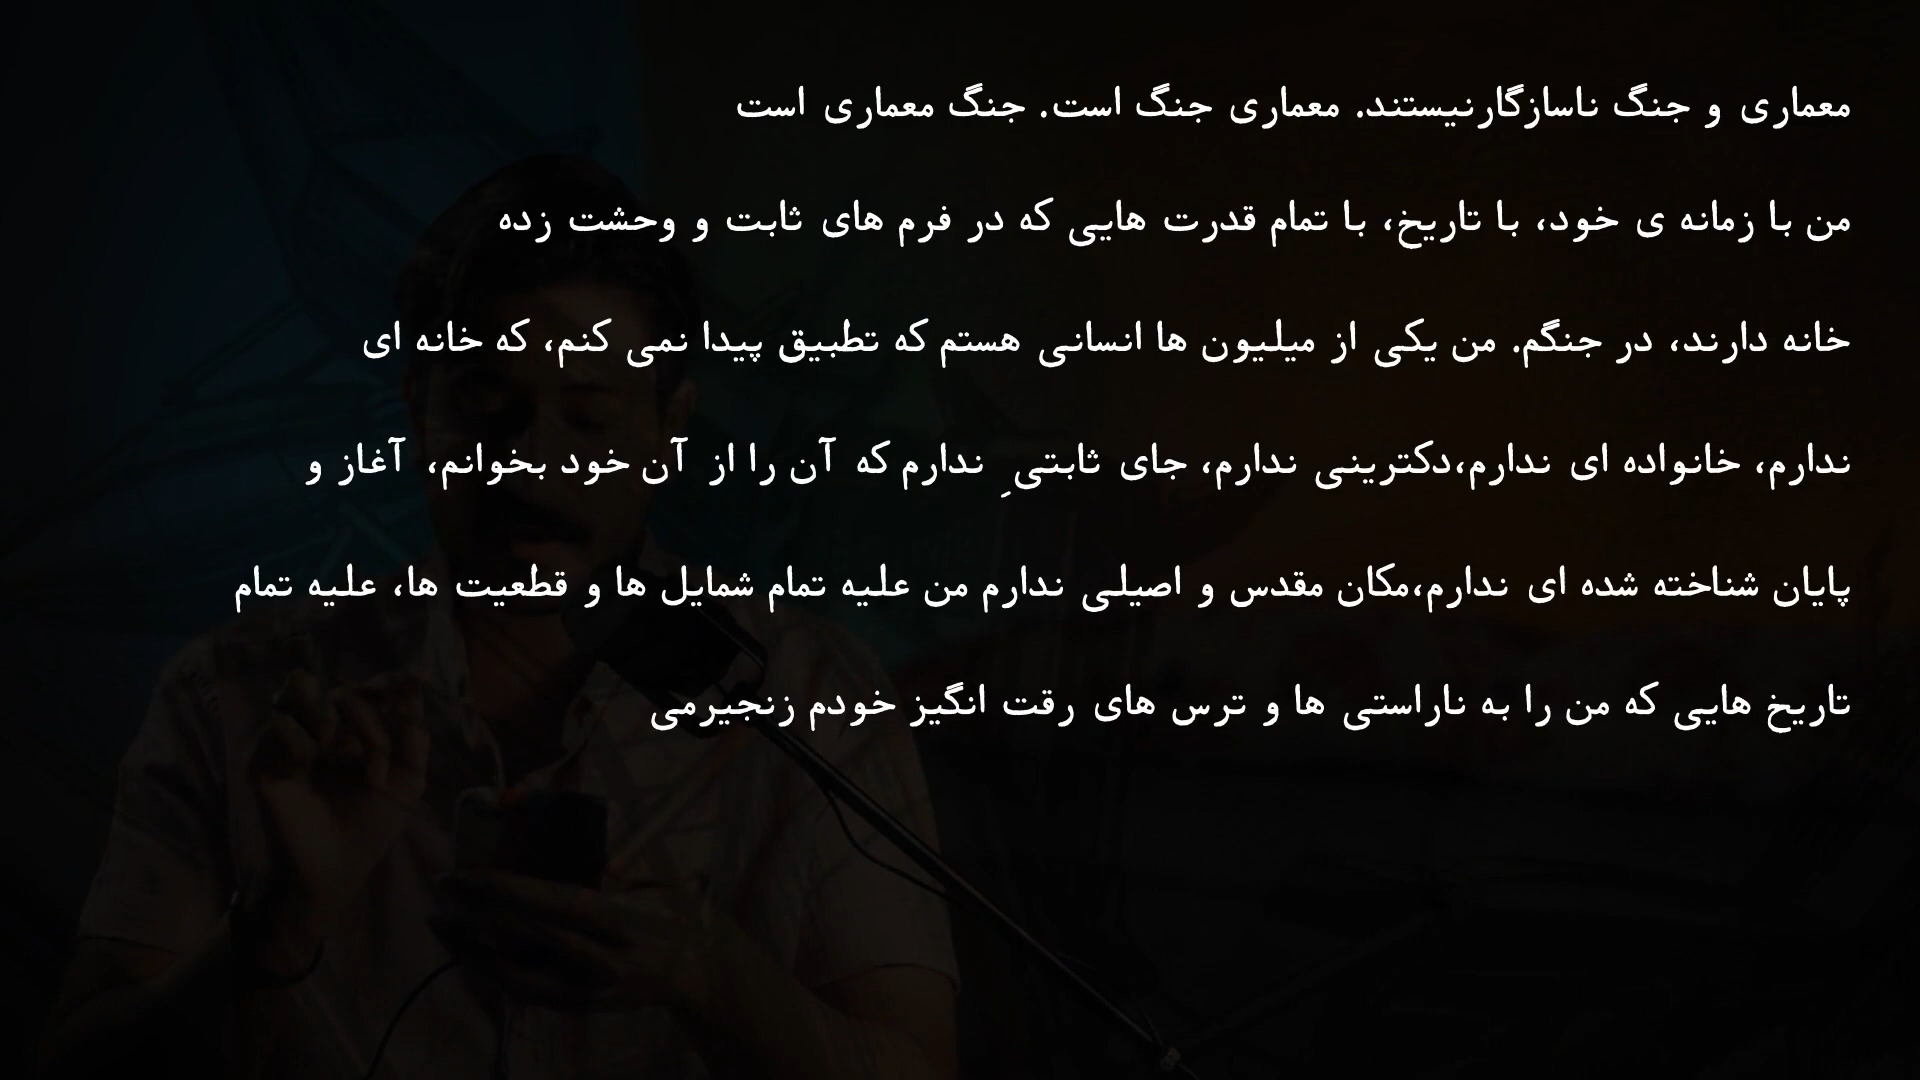 معماری و جنگ ناسازگارنیستند. معماری جنگ است. جنگ معماری است
من با زمانه ی خود، با تاریخ، با تمام قدرت هایی که در فرم های ثابت و وحشت زده
خانه دارند، در جنگم. من یکی از میلیون ها انسانی هستم که تطبیق پیدا نمی کنم، که خانه ای
ندارم، خانواده ای ندارم،دکترینی ندارم، جای ثابتی ِ ندارم که آن را از آن خود بخوانم، آغاز و
پایان شناخته شده ای ندارم،مکان مقدس و اصیلی ندارم من علیه تمام شمایل ها و قطعیت ها، علیه تمام
تاریخ هایی که من را به ناراستی ها و ترس های رقت انگیز خودم زنجیرمی